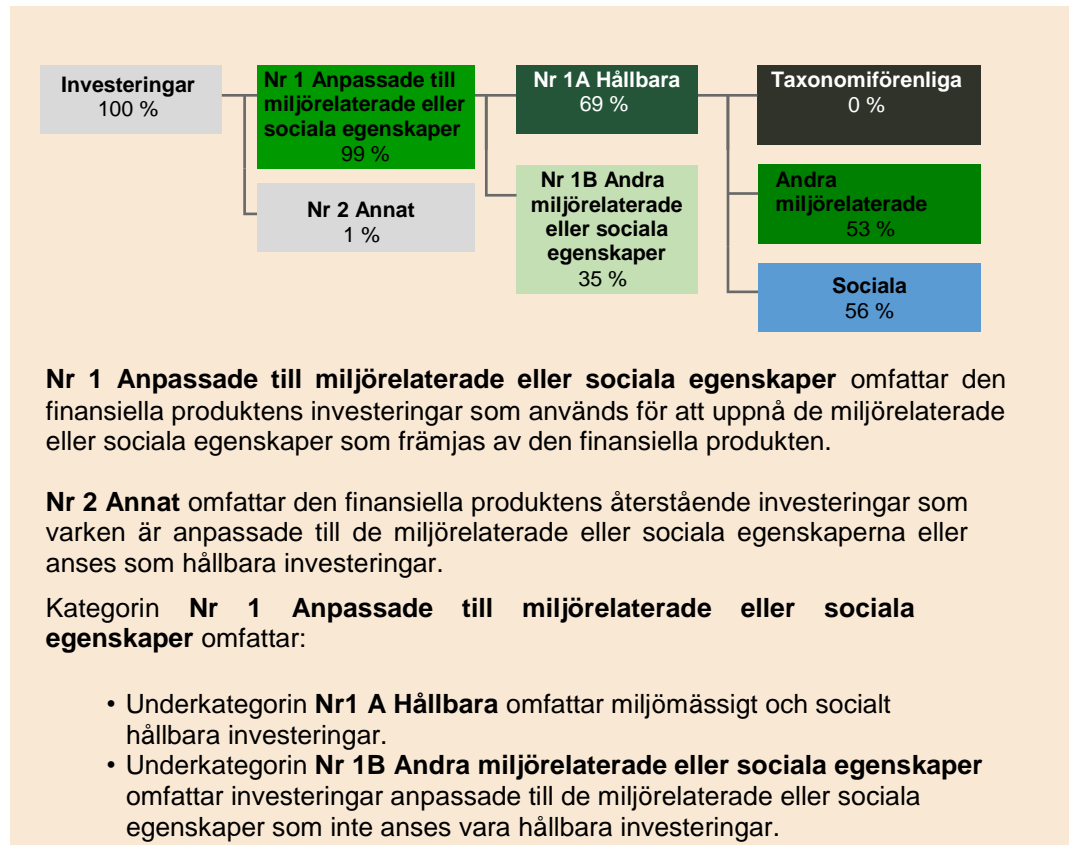 Investeringar
100 %
Nr 1 Anpassade till
miljörelaterade eller
sociala egenskaper
99 %
Nr 2 Annat
1 %
Nr 1A Hållbara
69 %
Nr 1B Andra
miljörelaterade
eller sociala
egenskaper
35 %
Taxonomiförenliga
0 %
Andra
miljörelaterade
53 %
Sociala
56 %
Nr 1 Anpassade till miljörelaterade eller sociala egenskaper omfattar den
finansiella produktens investeringar som används för att uppnå de miljörelaterade
eller sociala egenskaper som främjas av den finansiella produkten.
Nr 2 Annat omfattar den finansiella produktens återstående investeringar som
varken är anpassade till de miljörelaterade eller sociala egenskaperna eller
anses som hållbara investeringar.
Kategorin Nr 1 Anpassade till miljörelaterade eller sociala
egenskaper omfattar:
• Underkategorin Nr1 A Hållbara omfattar miljömässigt och socialt
hållbara investeringar.
• Underkategorin Nr 1B Andra miljörelaterade eller sociala egenskaper
omfattar investeringar anpassade till de miljörelaterade eller sociala
egenskaper som inte anses vara hållbara investeringar.